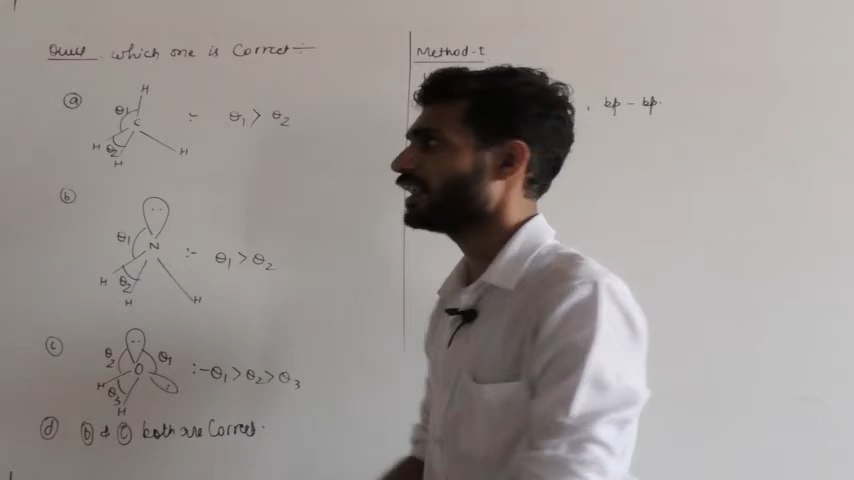 Ques which one is Correct :-
(a)
H
θ1
C
H
θ2
H
H
:- θ1 > θ2
(b)
θ1
N
H
θ2
H
H
:- θ1 > θ2
(c)
θ2
θ1
O
H
θ3
H
:- θ1 > θ2 > θ3
(d) (b) & (c) both are Correct.
Method-I
, bp - bp.